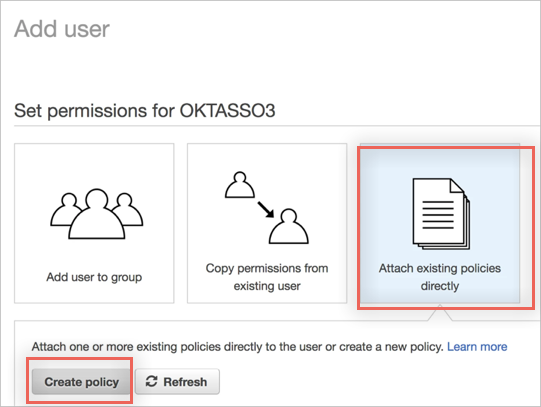 Add user
Set permissions for OKTASSO3
Add user to group
Copy permissions from
existing user
Attach existing policies
directly
Attach one or more existing policies directly to the user or create a new policy. Learn more
Create policy
Refresh